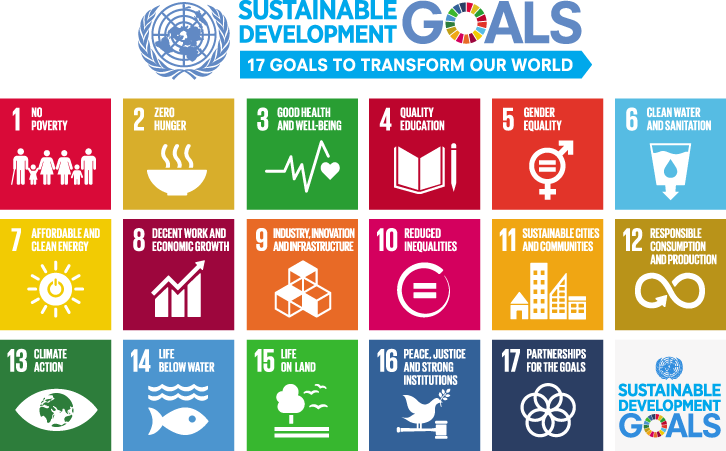 SUSTAINABLE
DEVELOPMENT
GOALS
17 GOALS TO TRANSFORM OUR WORLD
1 NO
POVERTY
2 ZERO
HUNGER
3 GOOD HEALTH
AND WELL-BEING
4 QUALITY
EDUCATION
5 GENDER
EQUALITY
6 CLEAN WATER
AND SANITATION
7 AFFORDABLE AND
CLEAN ENERGY
8 DECENT WORK AND
ECONOMIC GROWTH
9 INDUSTRY, INNOVATION
AND INFRASTRUCTURE
10 REDUCED
INEQUALITIES
11 SUSTAINABLE CITIES
AND COMMUNITIES
12 RESPONSIBLE
CONSUMPTION
AND PRODUCTION
13 CLIMATE
ACTION
14 LIFE
BELOW WATER
15 LIFE
ON LAND
16 PEACE, JUSTICE
AND STRONG
INSTITUTIONS
17 PARTNERSHIPS
FOR THE GOALS
SUSTAINABLE
DEVELOPMENT
GOALS